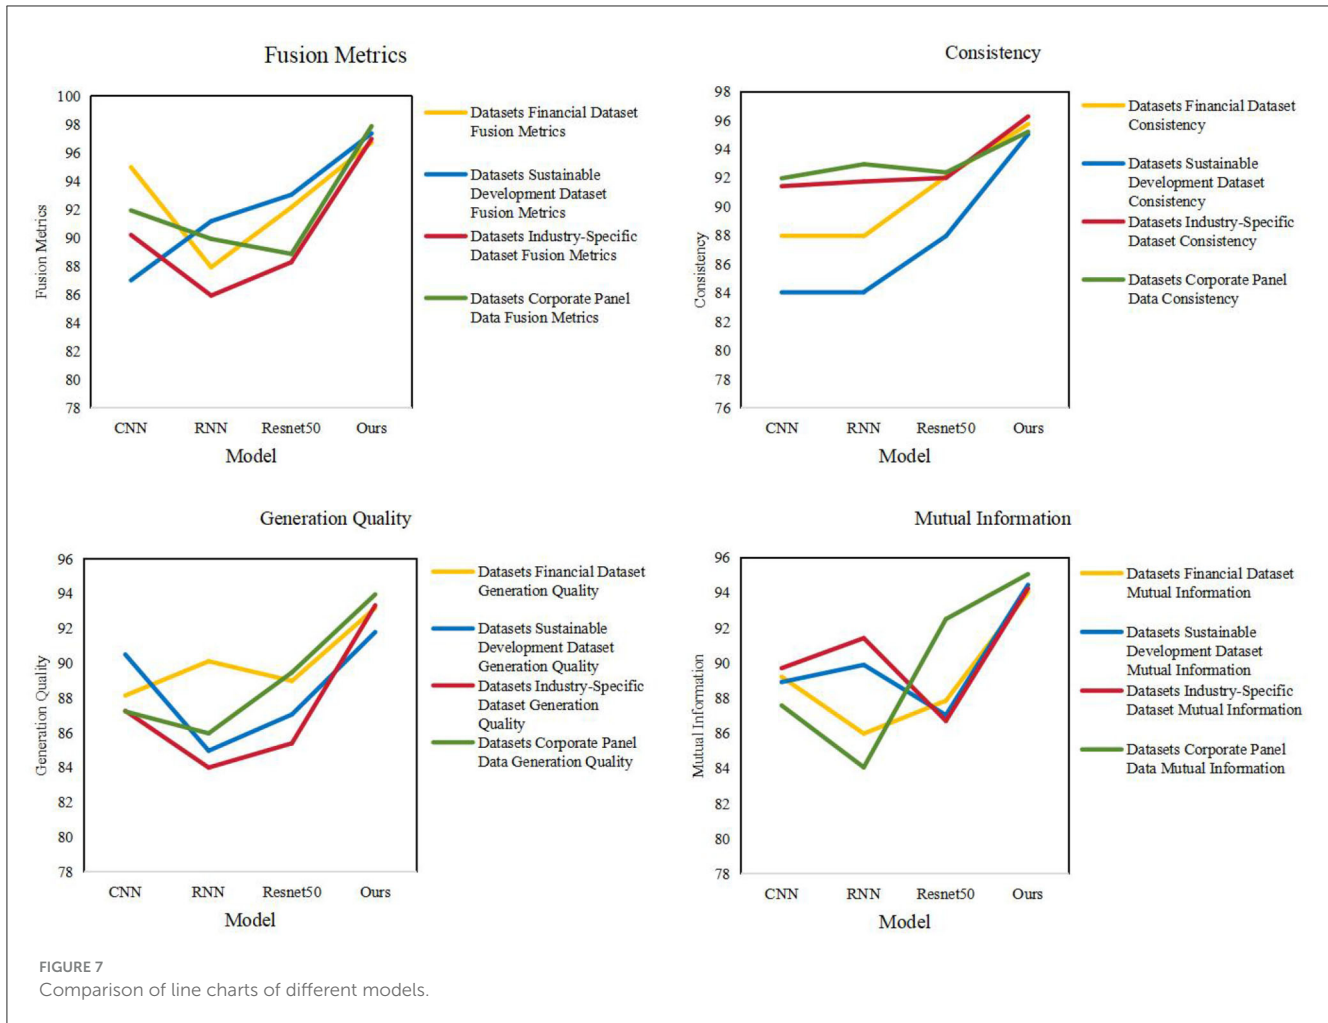 Fusion Metrics
Fusion Metrics
100
98
96
94
92
90
88
86
84
82
80
78
CNN RNN Resnet50 Ours
Model
Datasets Financial Dataset
Fusion Metrics
Datasets Sustainable
Development Dataset
Fusion Metrics
Datasets Industry-Specific
Dataset Fusion Metrics
Datasets Corporate Panel
Data Fusion Metrics
Consistency
Consistency
98
96
94
92
90
88
86
84
82
80
78
76
CNN RNN Resnet50 Ours
Model
Datasets Financial Dataset
Consistency
Datasets Sustainable
Development Dataset
Consistency
Datasets Industry-Specific
Dataset Consistency
Datasets Corporate Panel
Data Consistency
Generation Quality
Generation Quality
96
94
92
90
88
86
84
82
80
78
CNN RNN Resnet50 Ours
Model
Datasets Financial Dataset
Generation Quality
Datasets Sustainable
Development Dataset
Generation Quality
Datasets Industry-Specific
Dataset Generation
Quality
Datasets Corporate Panel
Data Generation Quality
Mutual Information
Mutual Information
96
94
92
90
88
86
84
82
80
78
CNN RNN Resnet50 Ours
Model
Datasets Financial Dataset
Mutual Information
Datasets Sustainable
Development Dataset
Mutual Information
Datasets Industry-Specific
Dataset Mutual Information
Datasets Corporate Panel
Data Mutual Information
FIGURE 7
Comparison of line charts of different models.